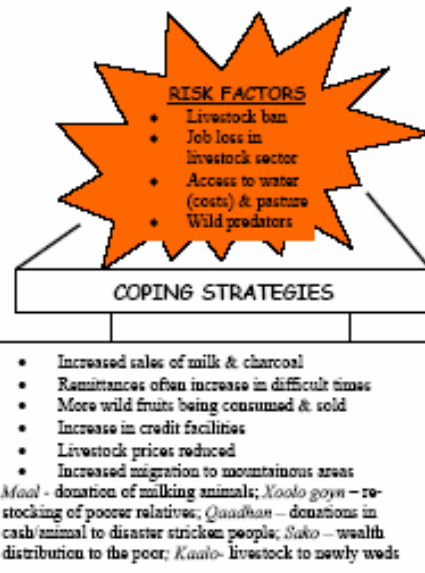 RISK FACTORS
• Livestock ban
• Job loss in
livestock sector
• Access to water
(costs) & pasture
• Wild predators
COPING STRATEGIES
• Increased sales of milk & charcoal
• Remittances often increase in difficult times
• More wild fruits being consumed & sold
• Increase in credit facilities
• Livestock prices reduced
• Increased migration to mountainous areas
Maal - donation of milking animals; Xoolo goyn – re-
stocking of poorer relatives; Qaadhan – donations in
cash/animal to disaster stricken people; Sako – wealth
distribution to the poor; Kaalo- livestock to newly weds